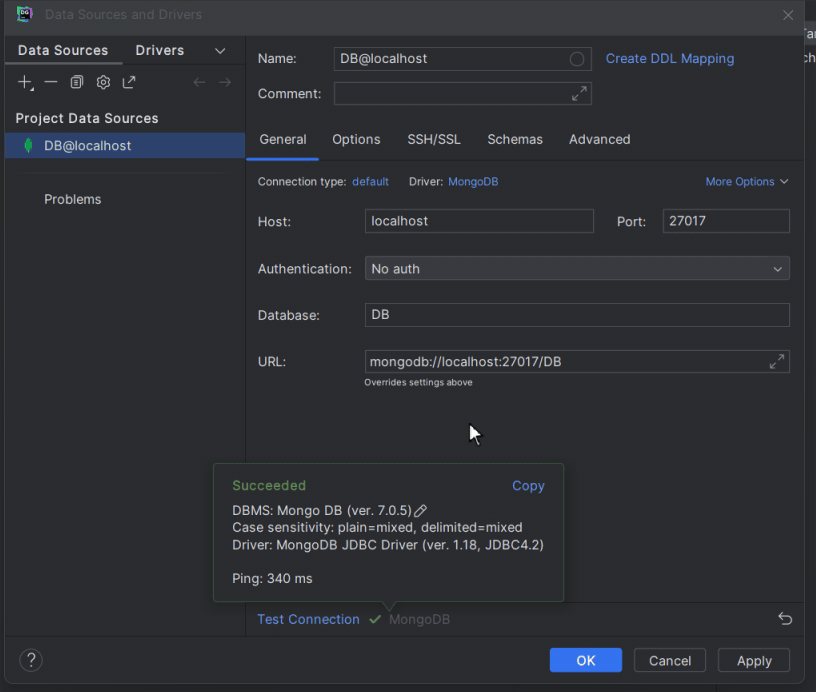 DG Data Sources and Drivers
Data Sources Drivers
Project Data Sources
DB@localhost
Problems
Name: DB@localhost Create DDL Mapping
Comment:
General Options SSH/SSL Schemas Advanced
Connection type: default Driver: MongoDB More Options
Host: localhost Port: 27017
Authentication: No auth
Database: DB
URL: mongodb://localhost:27017/DB
Overrides settings above
Succeeded Copy
DBMS: Mongo DB (ver. 7.0.5)
Case sensitivity: plain=mixed, delimited=mixed
Driver: MongoDB JDBC Driver (ver. 1.18, JDBC4.2)
Ping: 340 ms
Test Connection MongoDB
? OK Cancel Apply